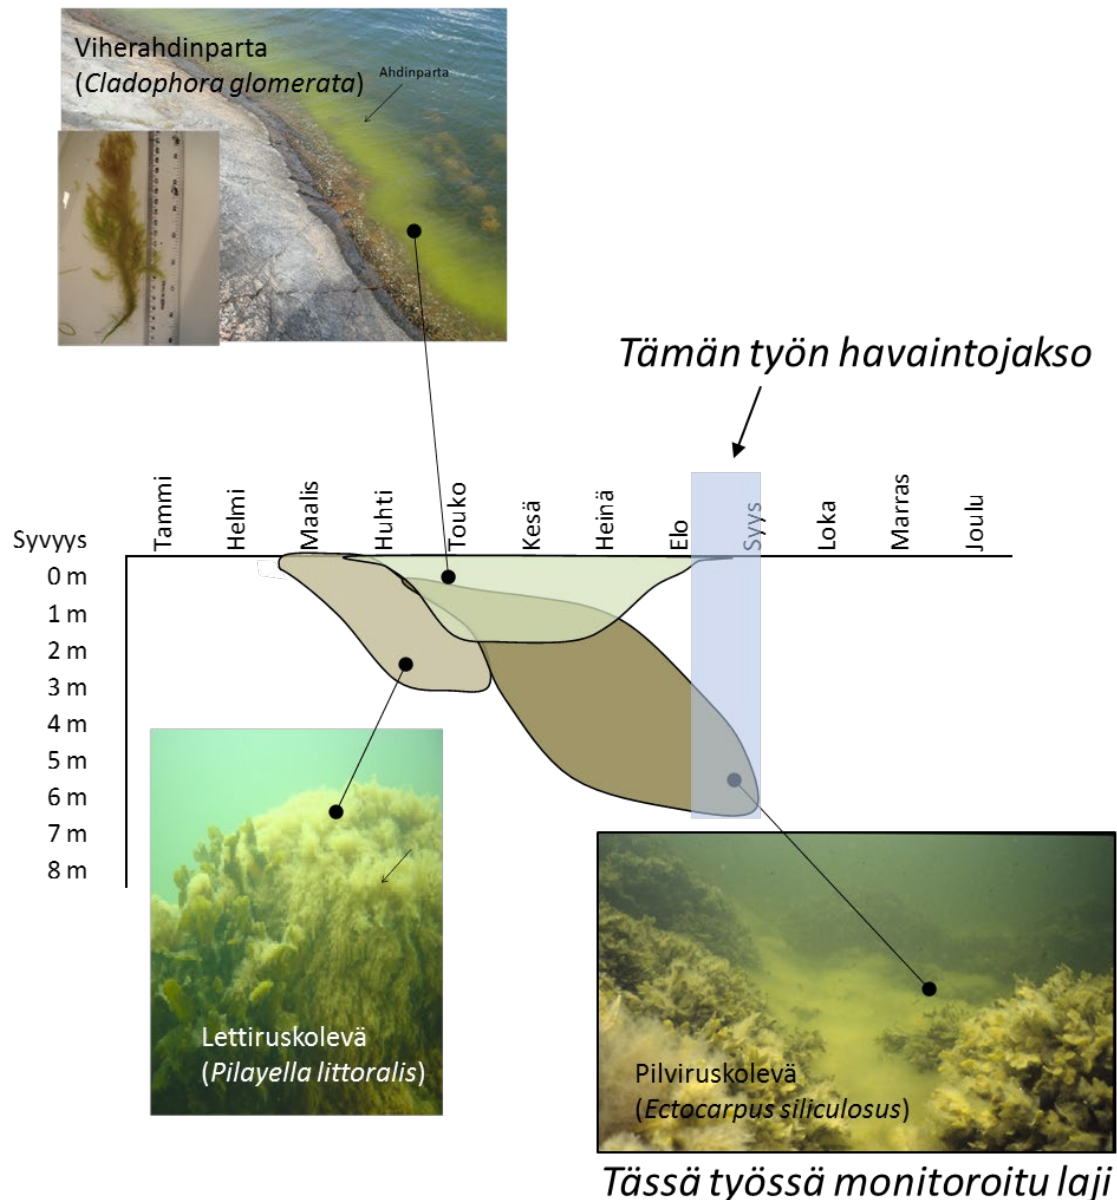 Viherahdinparta
(Cladophora glomerata)
Ahdinparta
Tämän työn havaintojakso
Tammi
Helmi
Maalis
Huhti
Touko
Kesä
Heinä
Elo
Syys
Loka
Marras
Joulu
Syvyys
0 m
1 m
2 m
3 m
4 m
5 m
6 m
7 m
8 m
Lettiruskolevä
(Pilayella littoralis)
Pilviruskolevä
(Ectocarpus siliculosus)
Tässä työssä monitoroitu laji